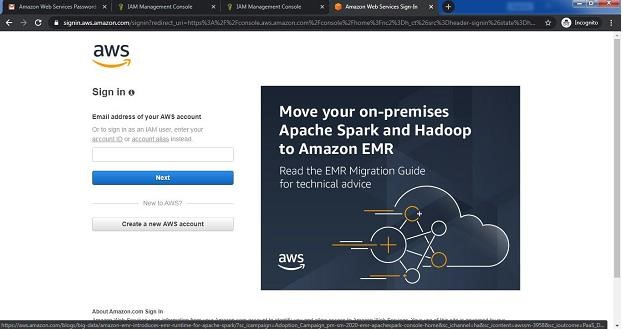 Amazon Web Services Password
IAM Management Console
IAM Management Console
Amazon Web Services Sign-In
signin.aws.amazon.com/signin?redirect_uri=https%3A%2F%2Fconsole.aws.amazon.com%2Fconsole%2Fhome%3Fnc2%3Dh_ct%26src%3Dheader-signin%26state%3Dh...
Incognito
aws
Sign in
Email address of your AWS account
Or to sign in as an IAM user, enter your
account ID or account alias instead.
Next
New to AWS?
Create a new AWS account
Move your on-premises
Apache Spark and Hadoop
to Amazon EMR
Read the EMR Migration Guide
for technical advice
aws
About Amazon.com Sign In